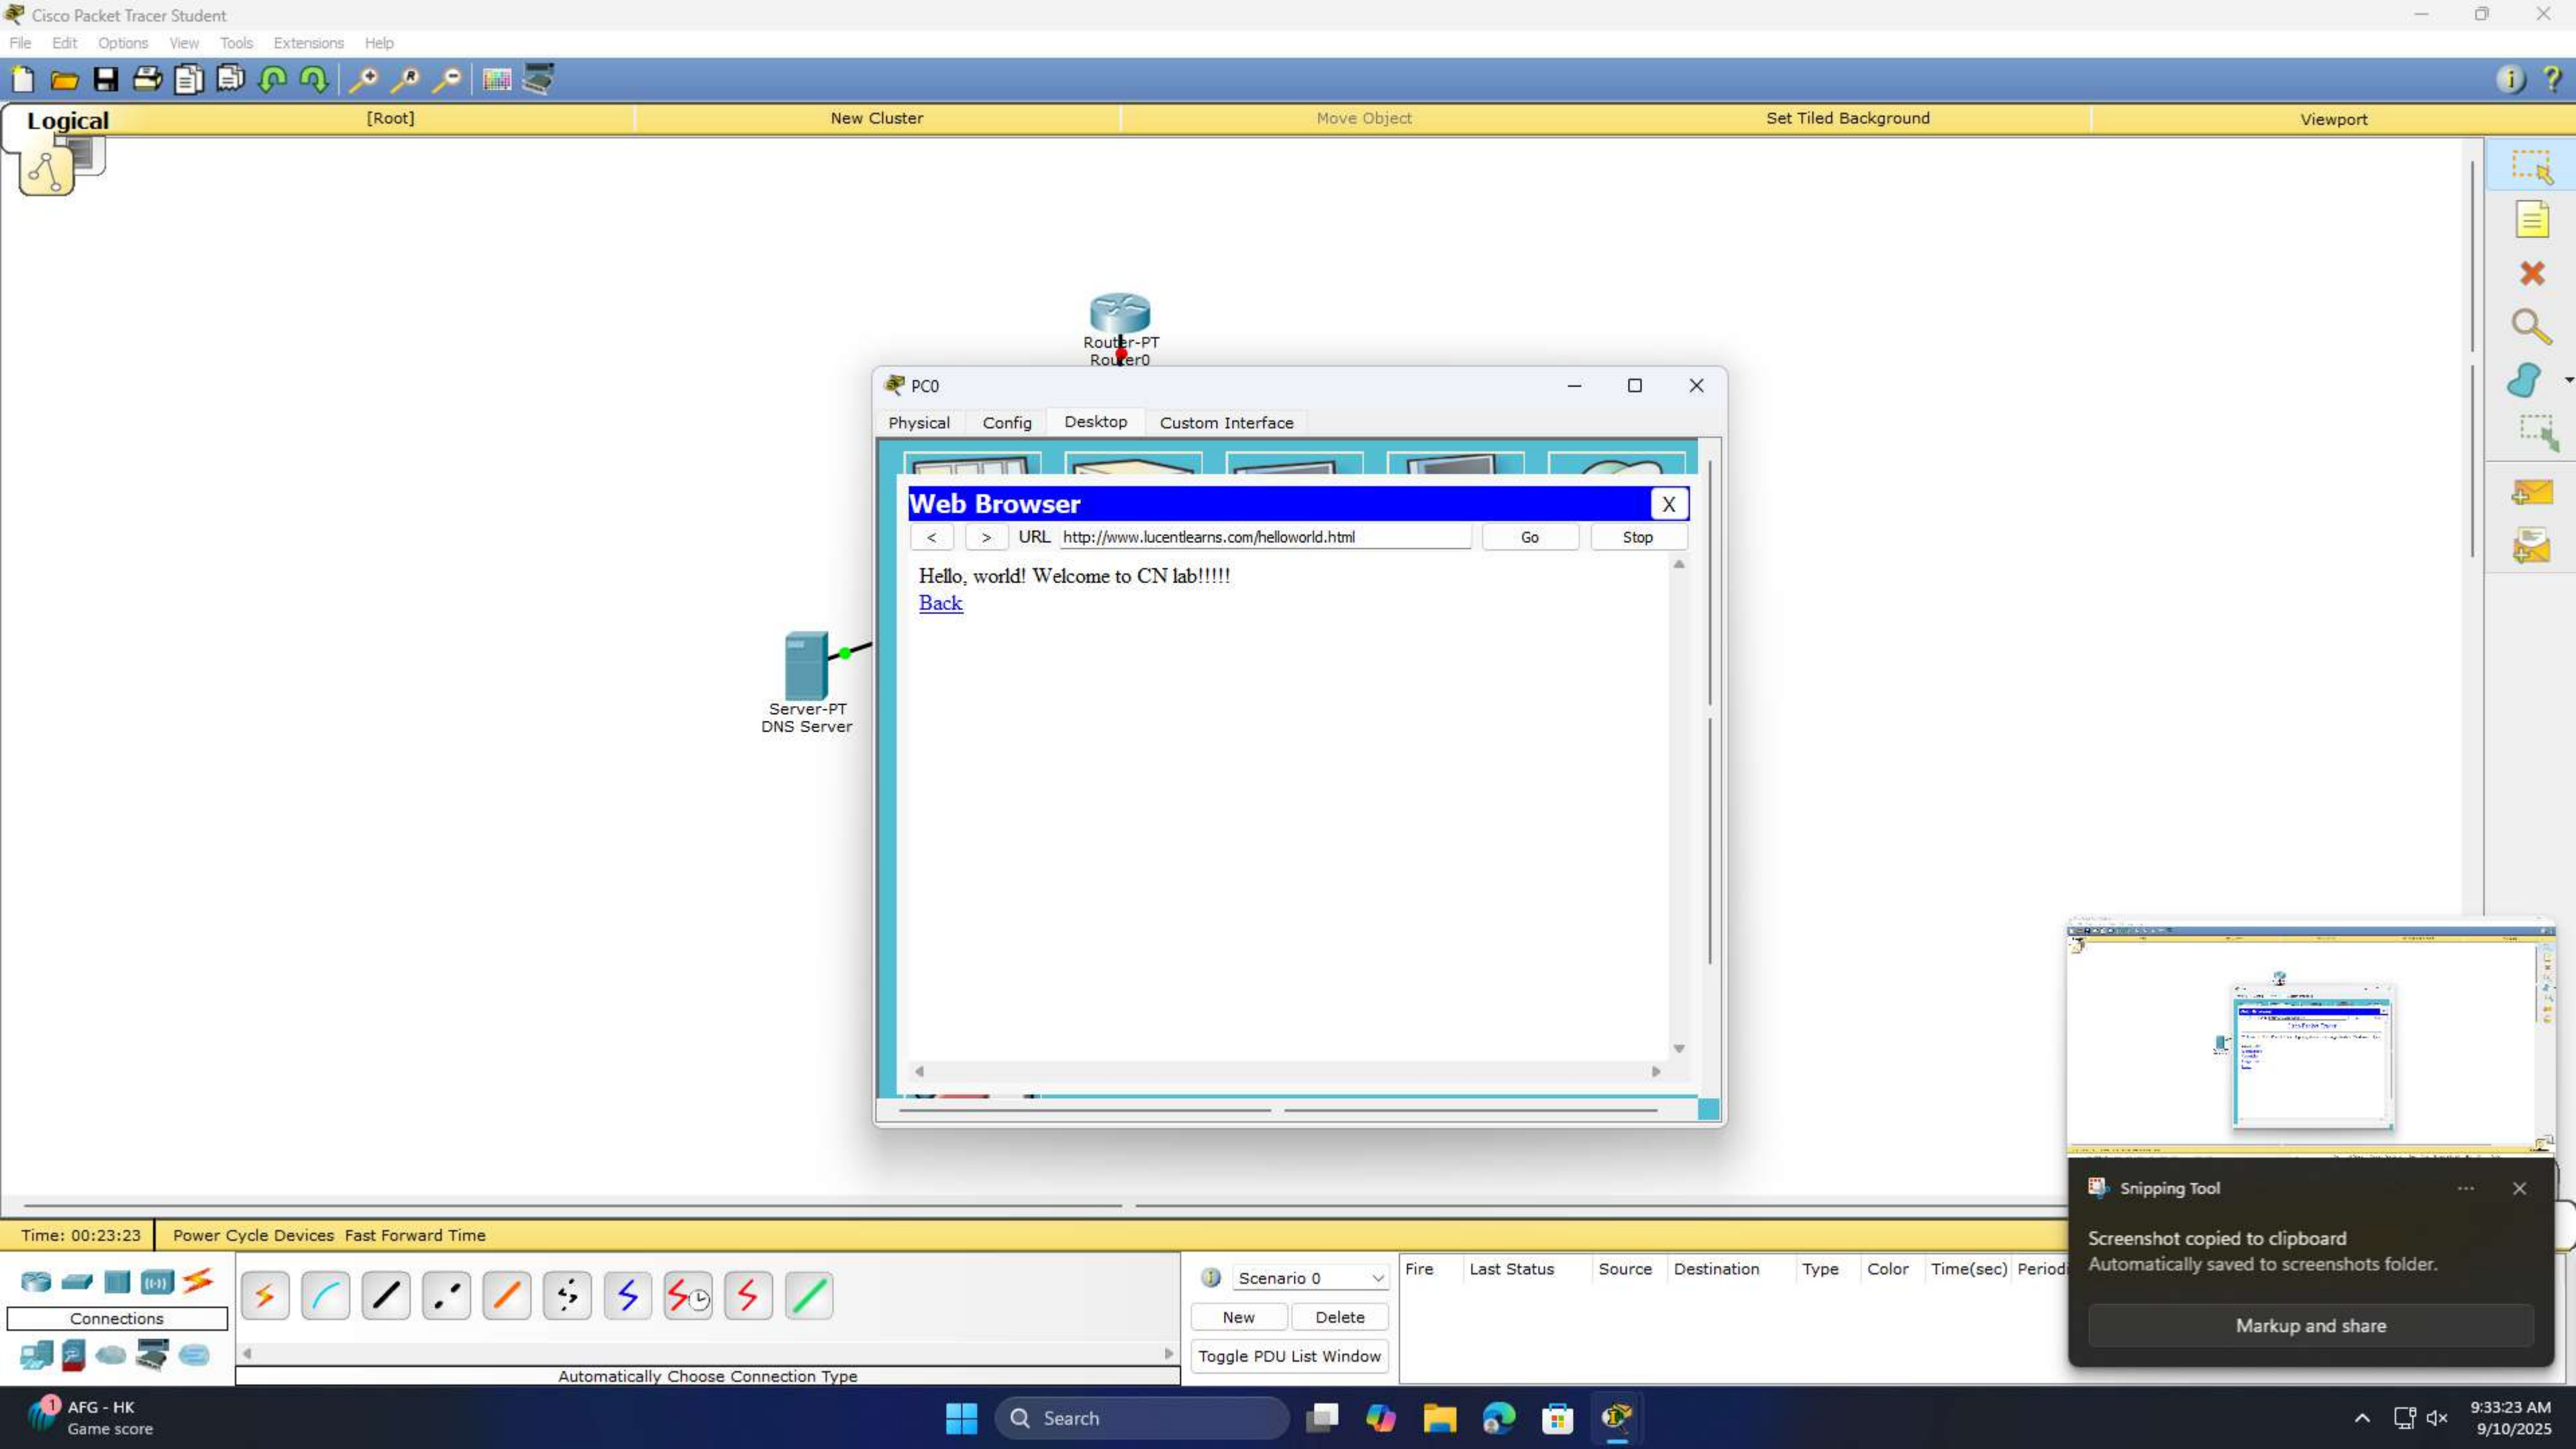 Cisco Packet Tracer Student
File Edit Options View Tools Extensions Help
Logical [Root] New Cluster Move Object Set Tiled Background Viewport
Router-PT
Router0
PC0
Physical Config Desktop Custom Interface
Web Browser X
< > URL http://www.lucentlearns.com/helloworld.html Go Stop
Hello, world! Welcome to CN lab!!!!!
Back
Server-PT
DNS Server
Snipping Tool
Screenshot copied to clipboard
Automatically saved to screenshots folder.
Markup and share
Time: 00:23:23 Power Cycle Devices Fast Forward Time
Connections
Automatically Choose Connection Type
Scenario 0
New Delete
Toggle PDU List Window
Fire Last Status Source Destination Type Color Time(sec) Periodi
1 AFG - HK
Game score
Search
9:33:23 AM
9/10/2025